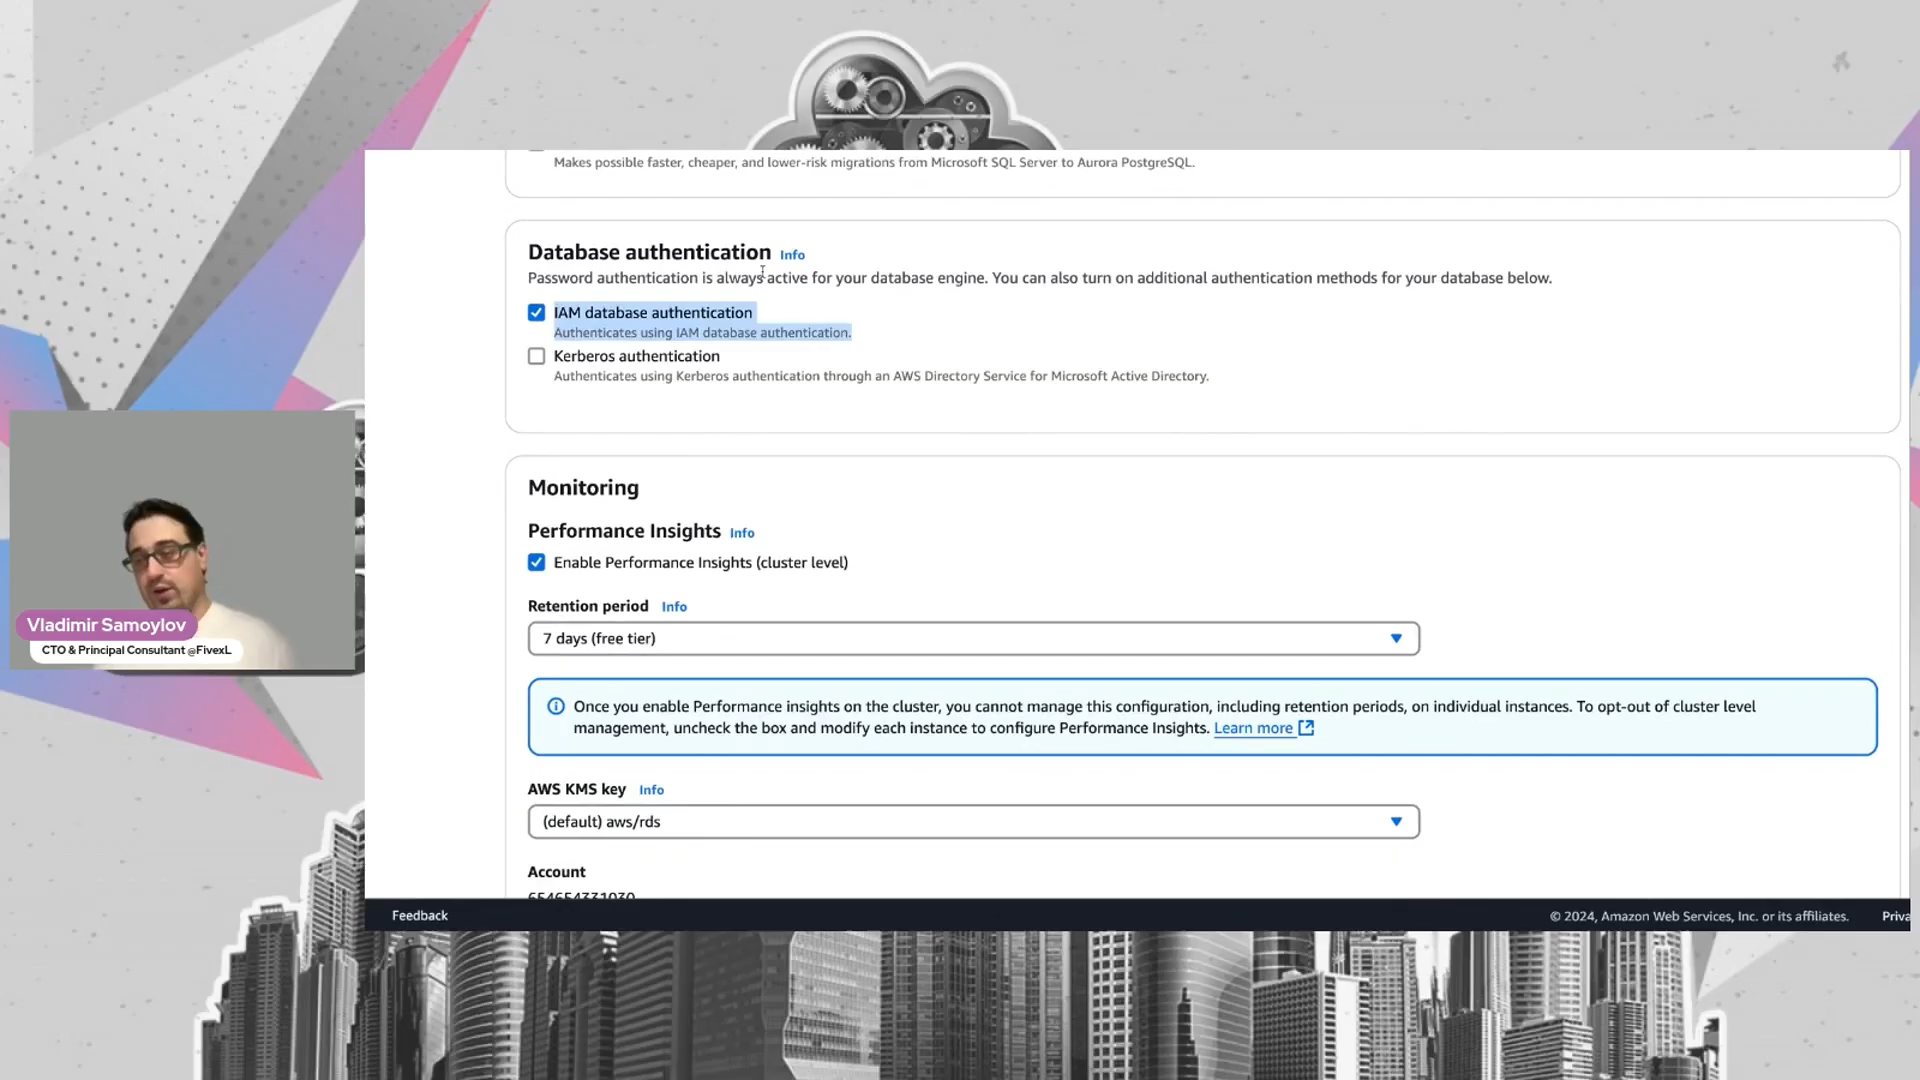 Makes possible faster, cheaper, and lower-risk migrations from Microsoft SQL Server to Aurora PostgreSQL.
Database authentication Info
Password authentication is always active for your database engine. You can also turn on additional authentication methods for your database below.
IAM database authentication
Authenticates using IAM database authentication.
Kerberos authentication
Authenticates using Kerberos authentication through an AWS Directory Service for Microsoft Active Directory.
Monitoring
Performance Insights Info
Enable Performance Insights (cluster level)
Retention period Info
7 days (free tier)
Once you enable Performance insights on the cluster, you cannot manage this configuration, including retention periods, on individual instances. To opt-out of cluster level
management, uncheck the box and modify each instance to configure Performance Insights. Learn more
AWS KMS key Info
(default) aws/rds
Account
Feedback
© 2024, Amazon Web Services, Inc. or its affiliates.
Vladimir Samoylov
CTO & Principal Consultant @FivexL